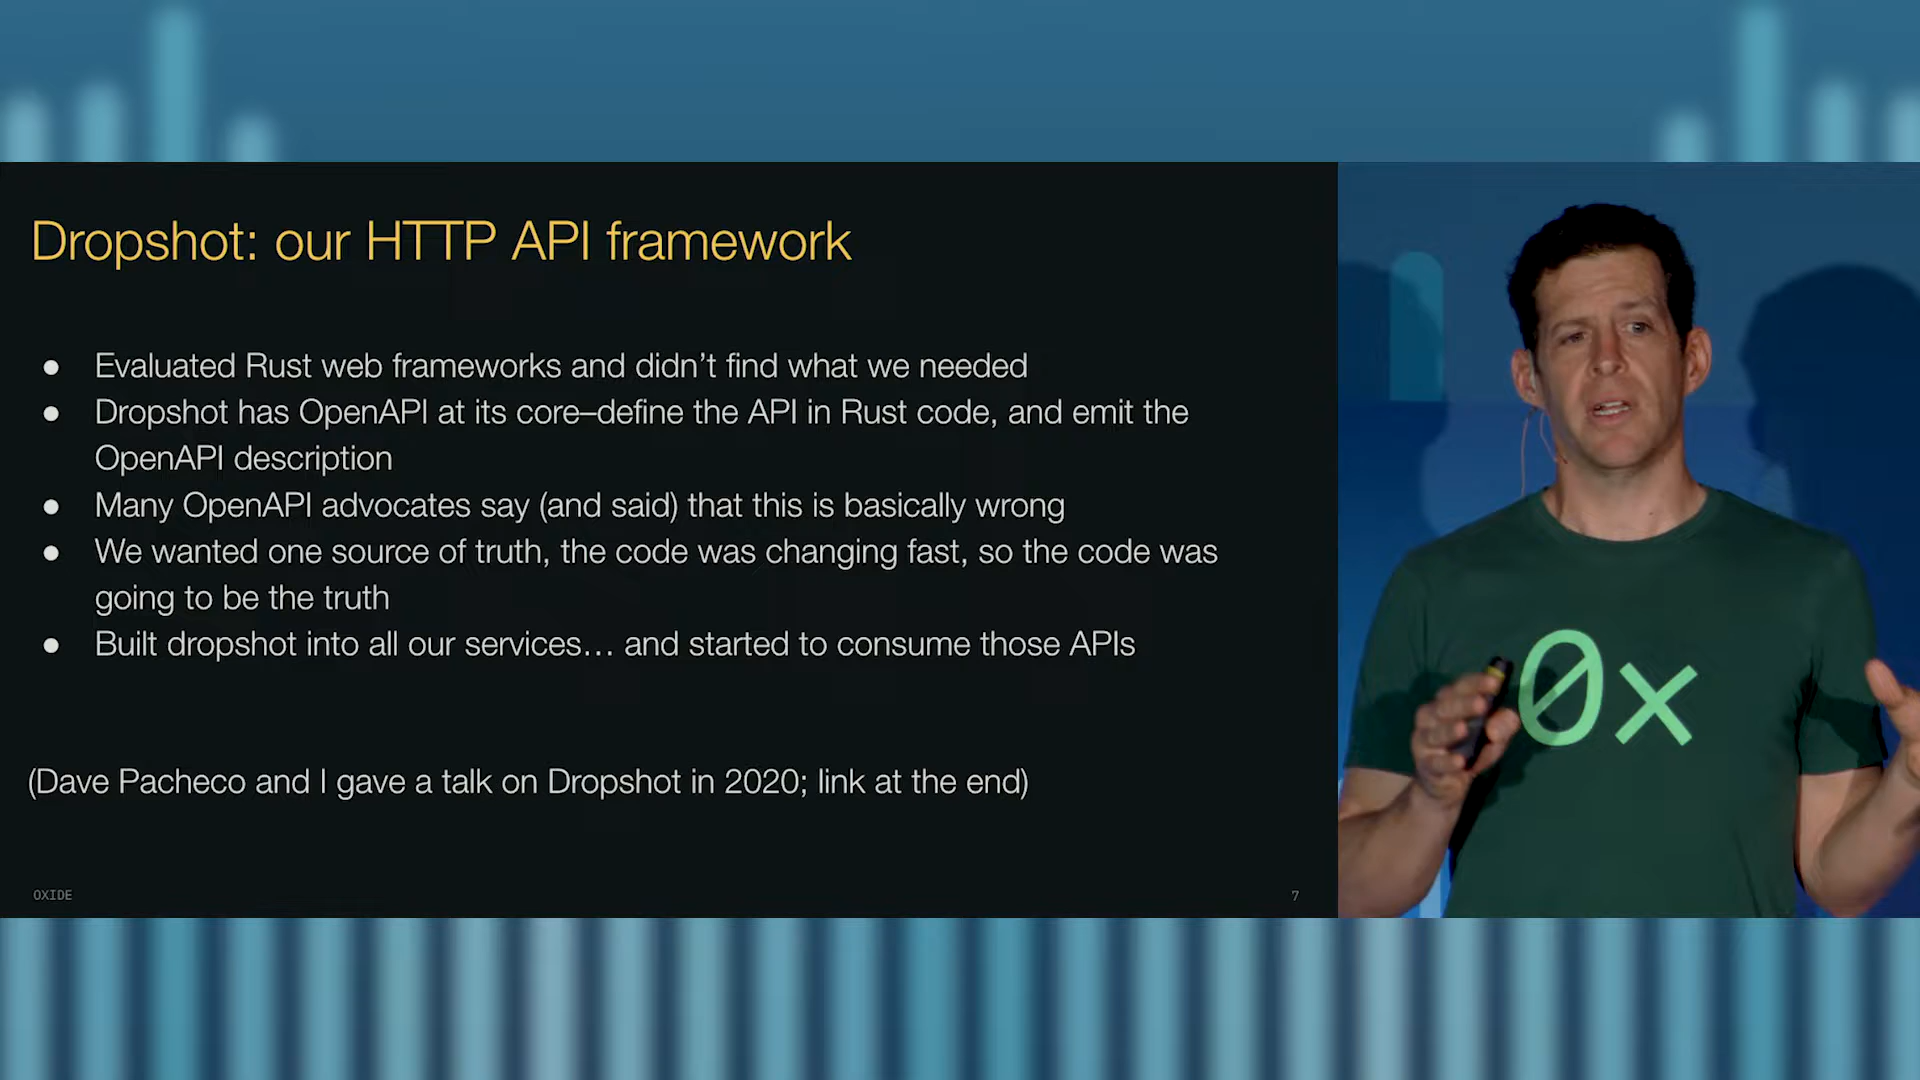 Dropshot: our HTTP API framework
● Evaluated Rust web frameworks and didn’t find what we needed
● Dropshot has OpenAPI at its core–define the API in Rust code, and emit the
OpenAPI description
● Many OpenAPI advocates say (and said) that this is basically wrong
● We wanted one source of truth, the code was changing fast, so the code was
going to be the truth
● Built dropshot into all our services… and started to consume those APIs
(Dave Pacheco and I gave a talk on Dropshot in 2020; link at the end)
OXIDE
7
0x